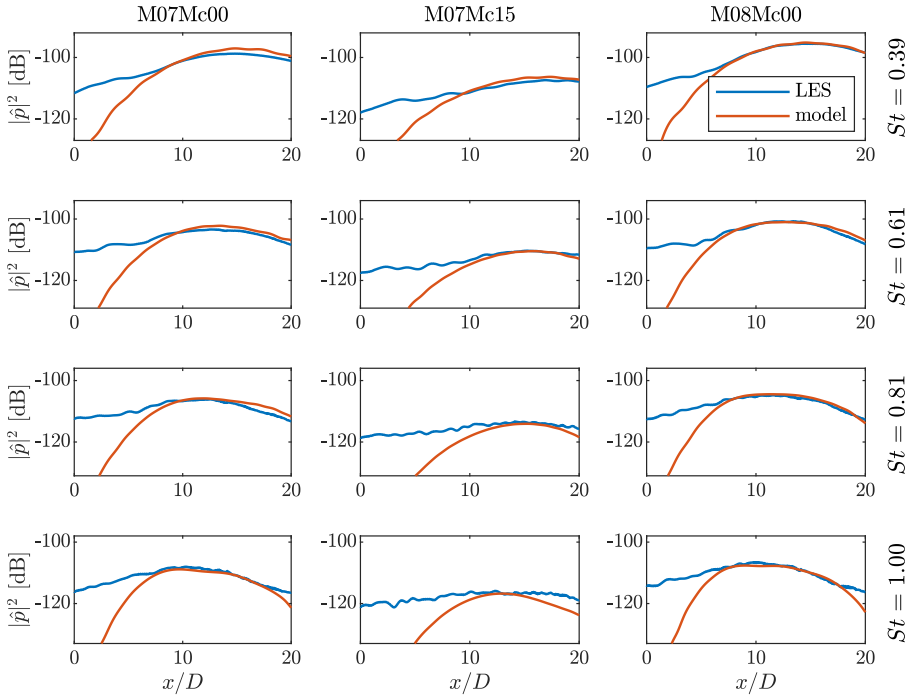 M07Mc00 M07Mc15 M08Mc00
|p̂|² [dB] -100 -120 0 10 20 -100 -120 0 10 20 -100 -120 0 10 20 LES model St = 0.39
|p̂|² [dB] -100 -120 0 10 20 -100 -120 0 10 20 -100 -120 0 10 20 St = 0.61
|p̂|² [dB] -100 -120 0 10 20 -100 -120 0 10 20 -100 -120 0 10 20 St = 0.81
|p̂|² [dB] -100 -120 0 10 20 -100 -120 0 10 20 -100 -120 0 10 20 St = 1.00
x/D x/D x/D